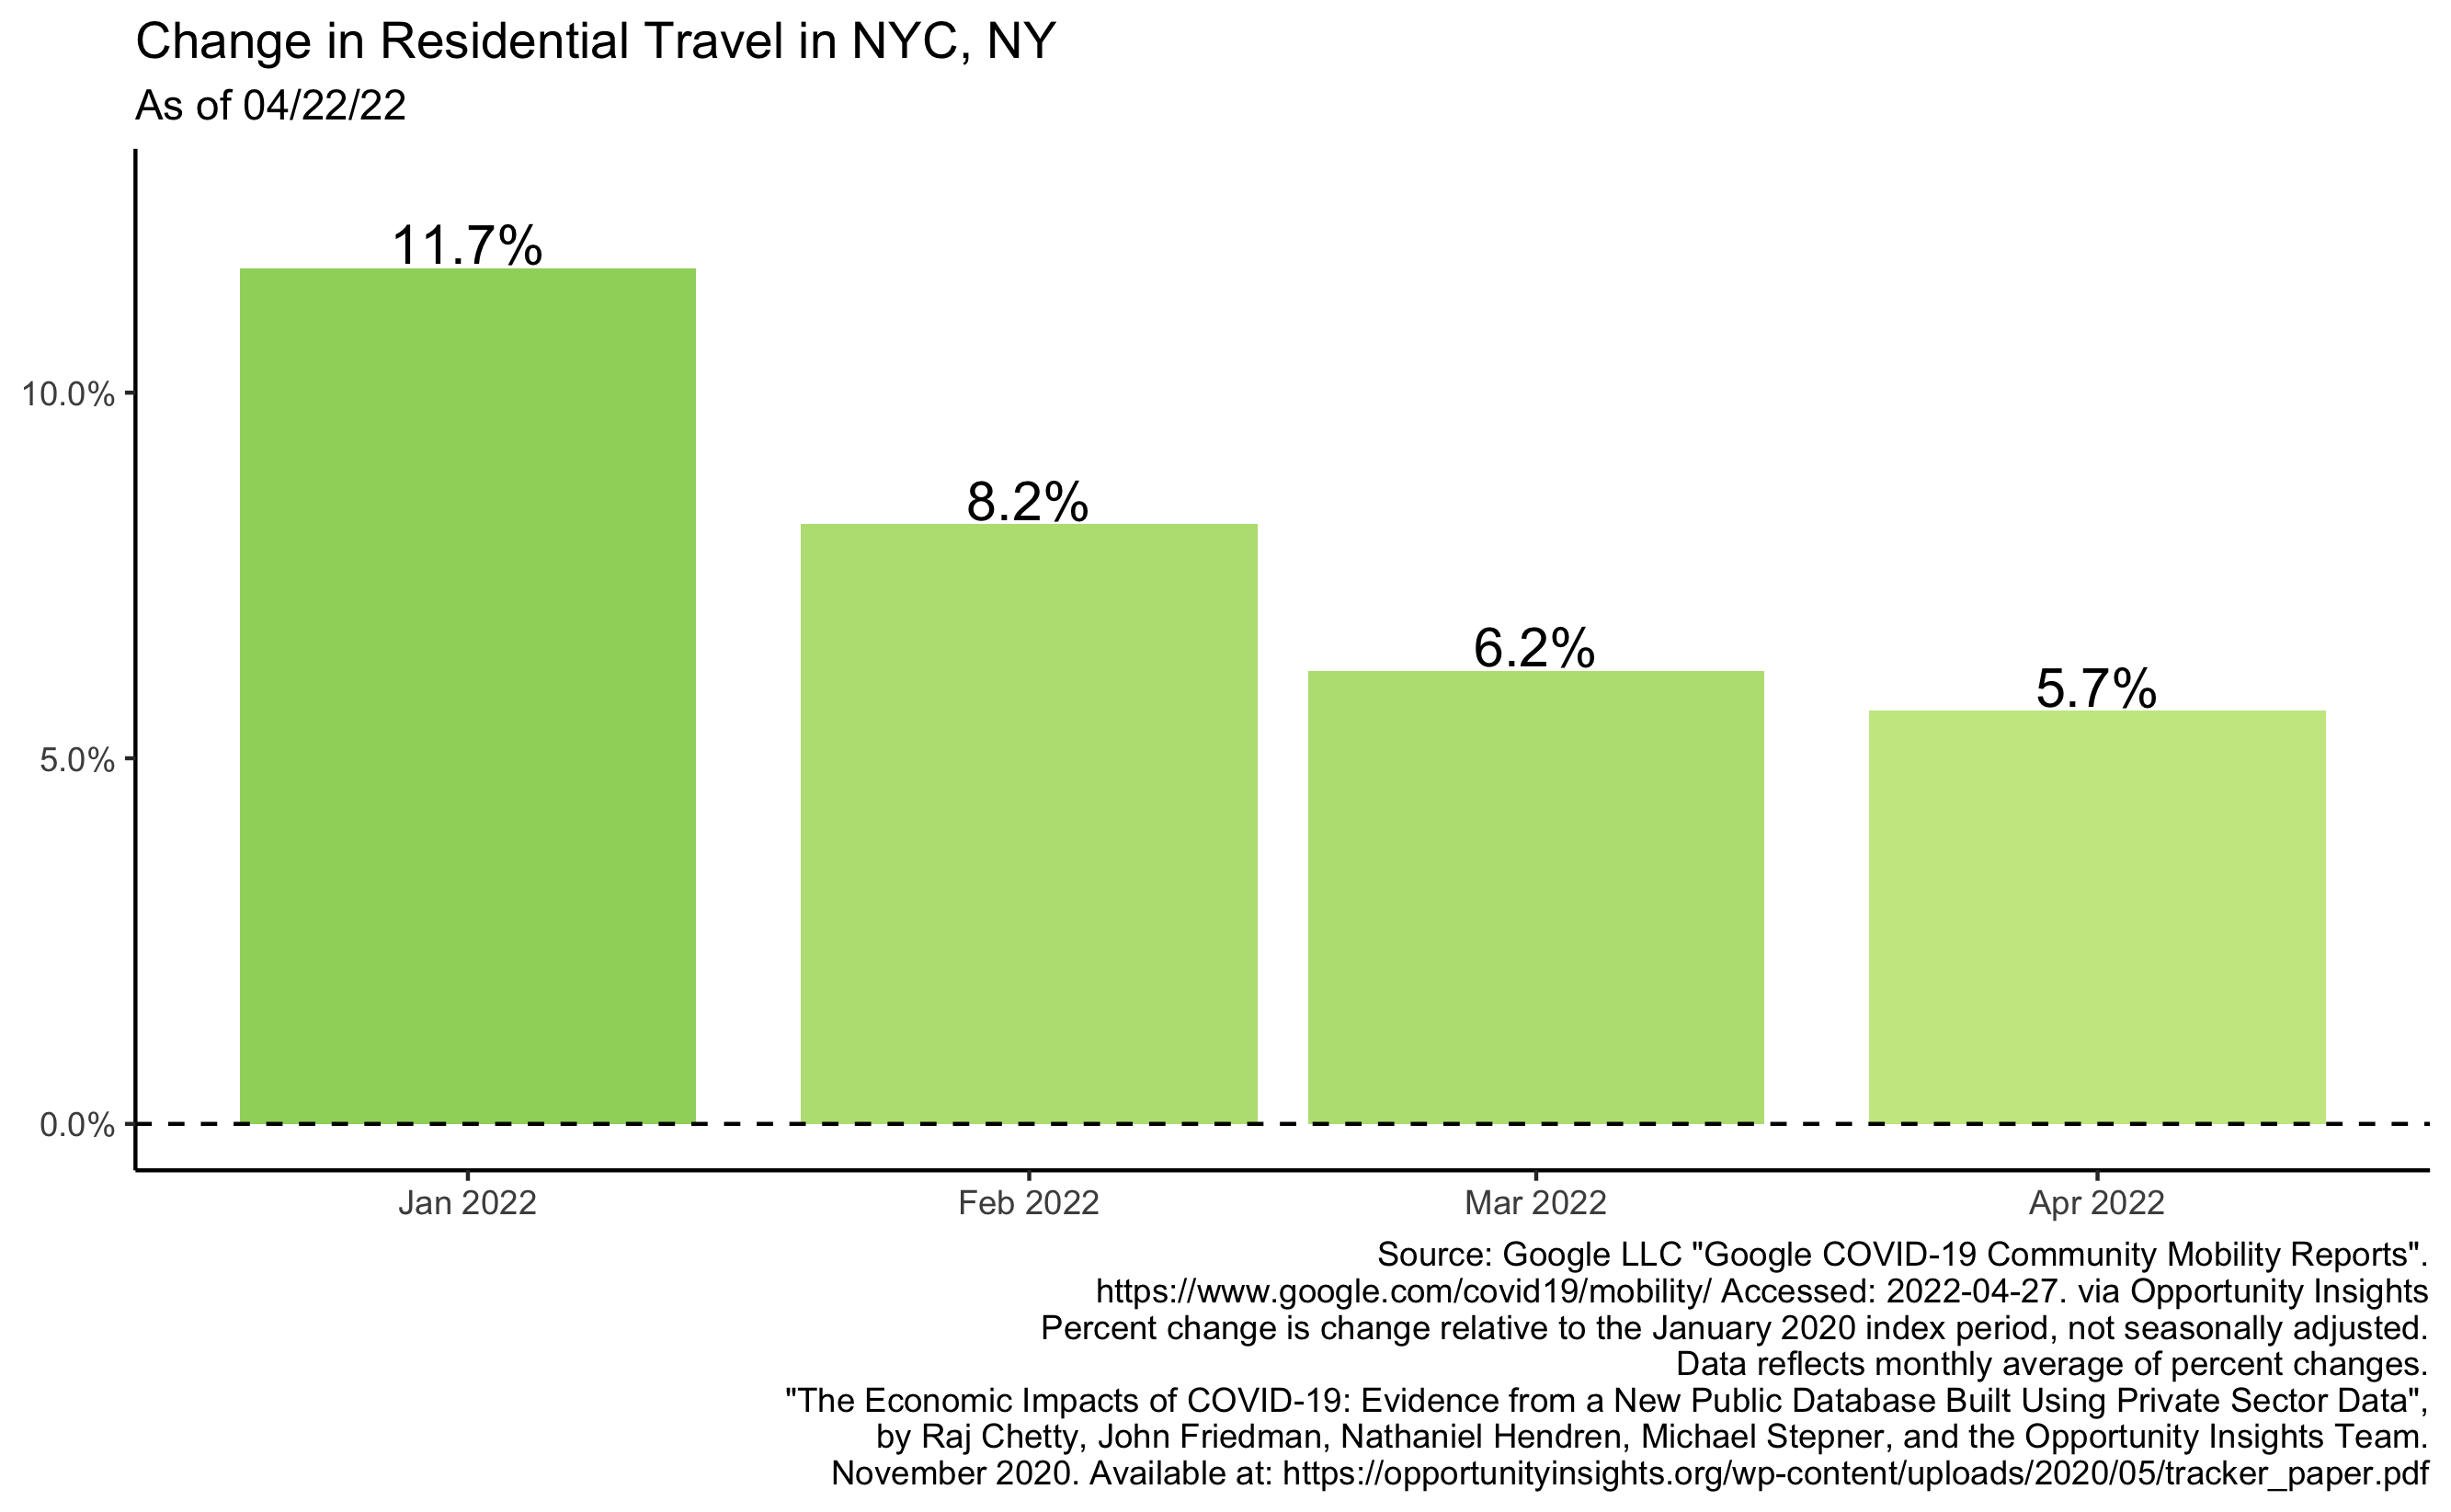 Change in Residential Travel in NYC, NY
As of 04/22/22
11.7%
8.2%
6.2%
5.7%
10.0%
5.0%
0.0%
Jan 2022
Feb 2022
Mar 2022
Apr 2022
Source: Google LLC "Google COVID-19 Community Mobility Reports".
https://www.google.com/covid19/mobility/ Accessed: 2022-04-27. via Opportunity Insights
Percent change is change relative to the January 2020 index period, not seasonally adjusted.
Data reflects monthly average of percent changes.
"The Economic Impacts of COVID-19: Evidence from a New Public Database Built Using Private Sector Data",
by Raj Chetty, John Friedman, Nathaniel Hendren, Michael Stepner, and the Opportunity Insights Team.
November 2020. Available at: https://opportunityinsights.org/wp-content/uploads/2020/05/tracker_paper.pdf